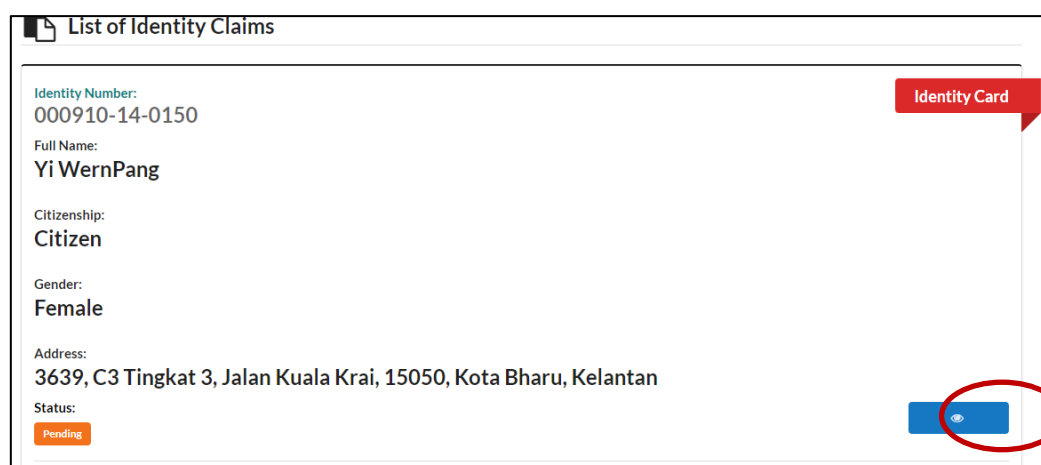 List of Identity Claims
Identity Number:
Identity Card
000910-14-0150
Full Name:
Yi WernPang
Citizenship:
Citizen
Gender:
Female
Address:
3639, C3 Tingkat 3, Jalan Kuala Krai, 15050, Kota Bharu, Kelantan
Status:
Pending